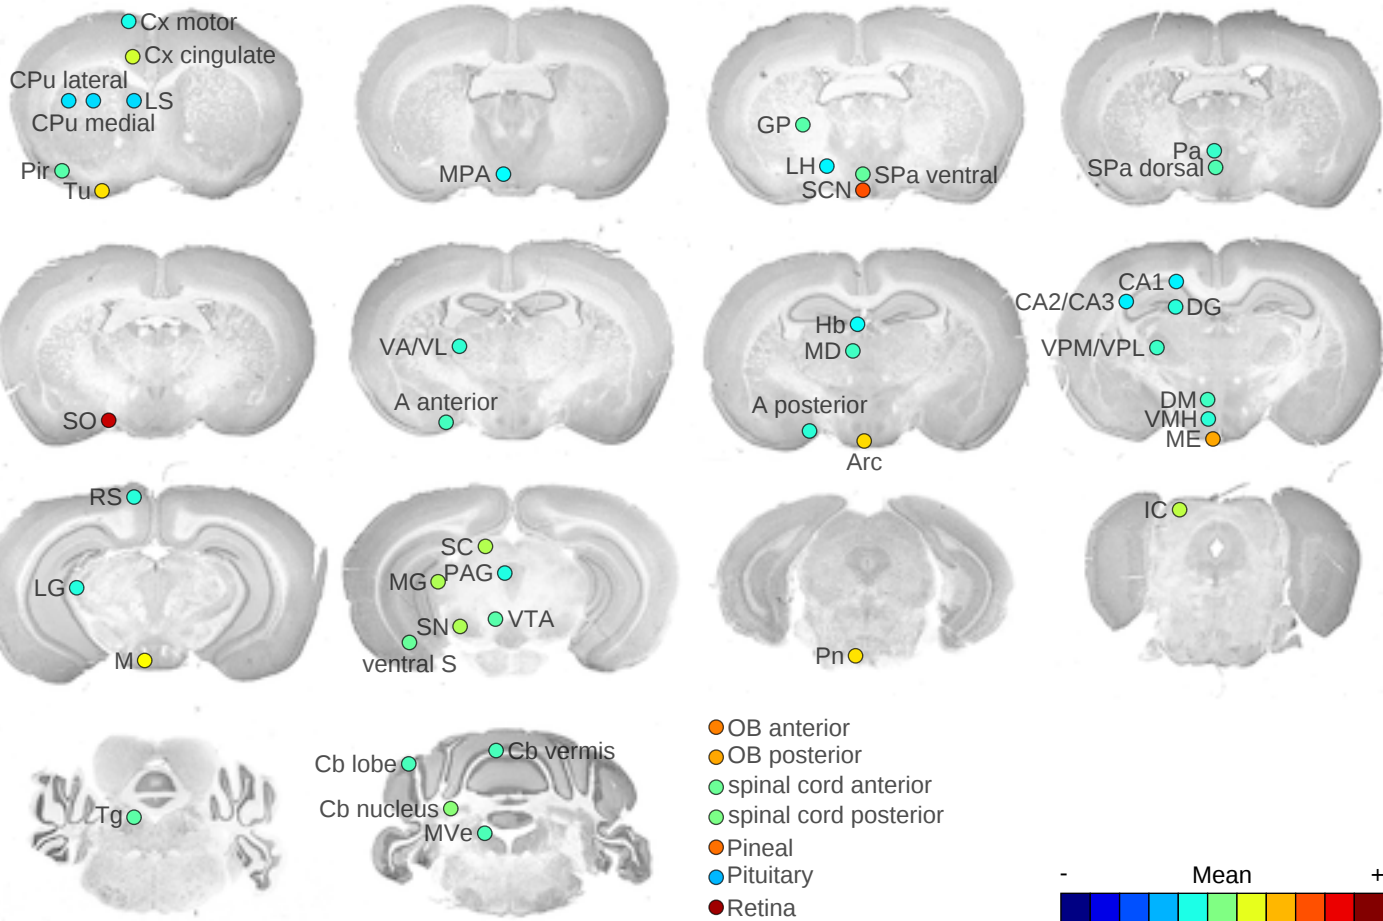 Cx motor
Cx cingulate
CPu lateral
LS
CPu medial
Pir
Tu
MPA
GP
LH
SPa ventral
SCN
Pa
SPa dorsal
SO
VA/VL
A anterior
Hb
MD
A posterior
Arc
CA1
CA2/CA3
DG
VPM/VPL
DM
VMH
ME
RS
LG
M
SC
MG
PAG
SN
VTA
ventral S
Pn
IC
Tg
Cb lobe
Cb vermis
Cb nucleus
MVe
OB anterior
OB posterior
spinal cord anterior
spinal cord posterior
Pineal
Pituitary
Retina
- Mean +